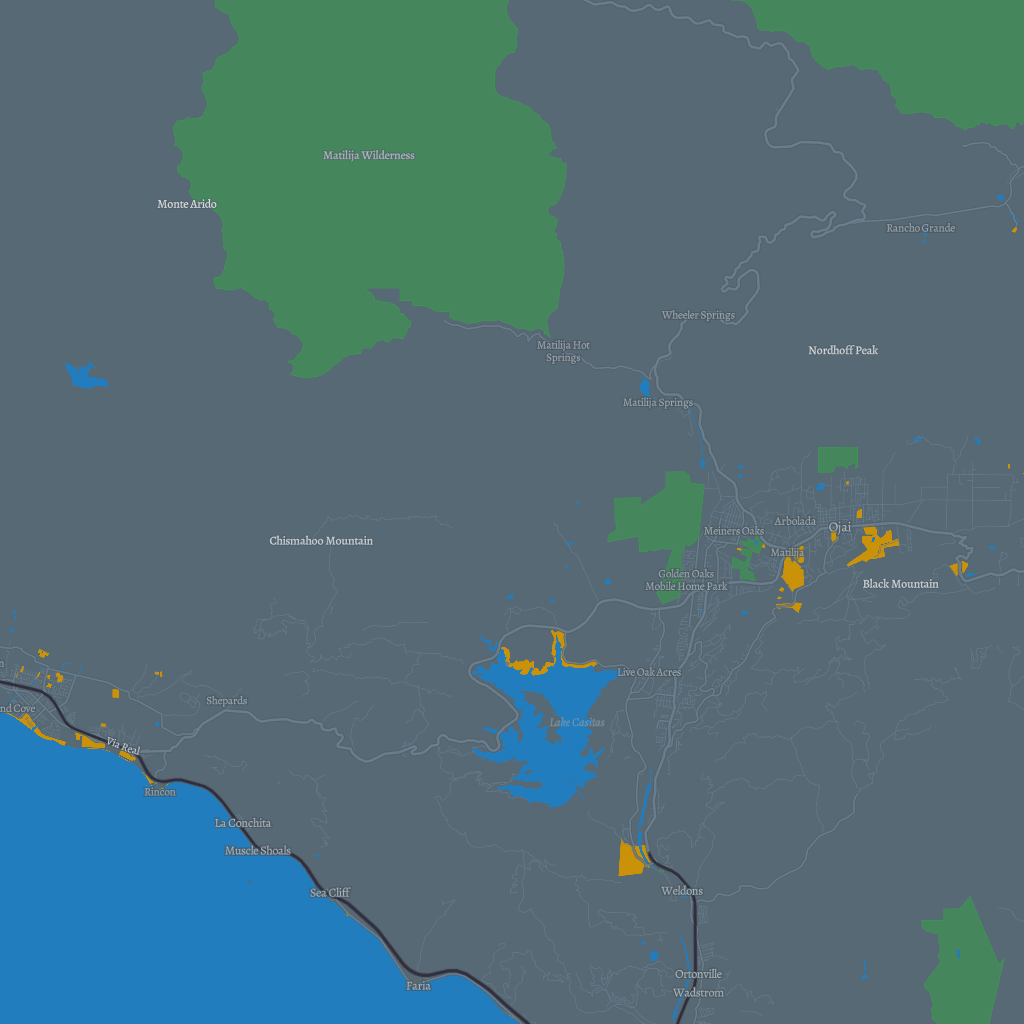 Matilija Wilderness
Monte Arido
Rancho Grande
Wheeler Springs
Matilija Hot
Springs
Nordhoff Peak
Matilija Springs
Arbolada
Ojai
Meiners Oaks
Chismahoo Mountain
Matilija
Golden Oaks
Mobile Home Park
Black Mountain
Live Oak Acres
Shepards
nd Cove
Lake Casitas
Via Real
Rincon
La Conchita
Muscle Shoals
Sea Cliff
Weldons
Ortonville
Faria
Wadstrom